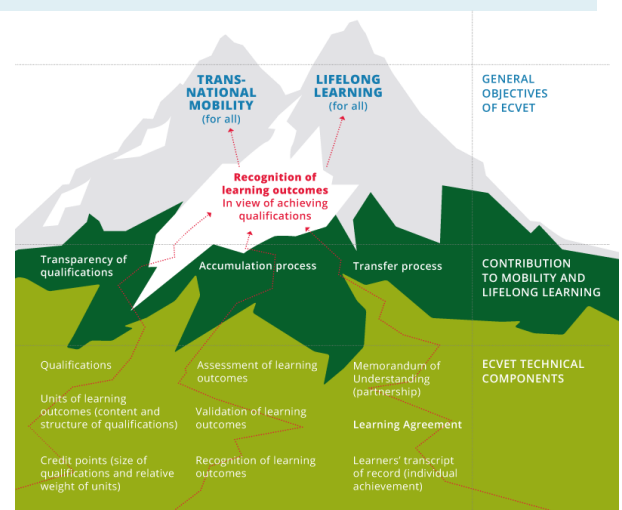 TRANS-
NATIONAL
MOBILITY
(for all)
LIFELONG
LEARNING
(for all)
GENERAL
OBJECTIVES
OF ECVET
Recognition of
learning outcomes
In view of achieving
qualifications
Transparency of
qualifications
Accumulation process
Transfer process
CONTRIBUTION
TO MOBILITY AND
LIFELONG LEARNING
Qualifications
Units of learning
outcomes (content and
structure of qualifications)
Credit points (size of
qualifications and relative
weight of units)
Assessment of learning
outcomes
Validation of learning
outcomes
Recognition of learning
outcomes
Memorandum of
Understanding
(partnership)
Learning Agreement
Learners' transcript
of record (individual
achievement)
ECVET TECHNICAL
COMPONENTS